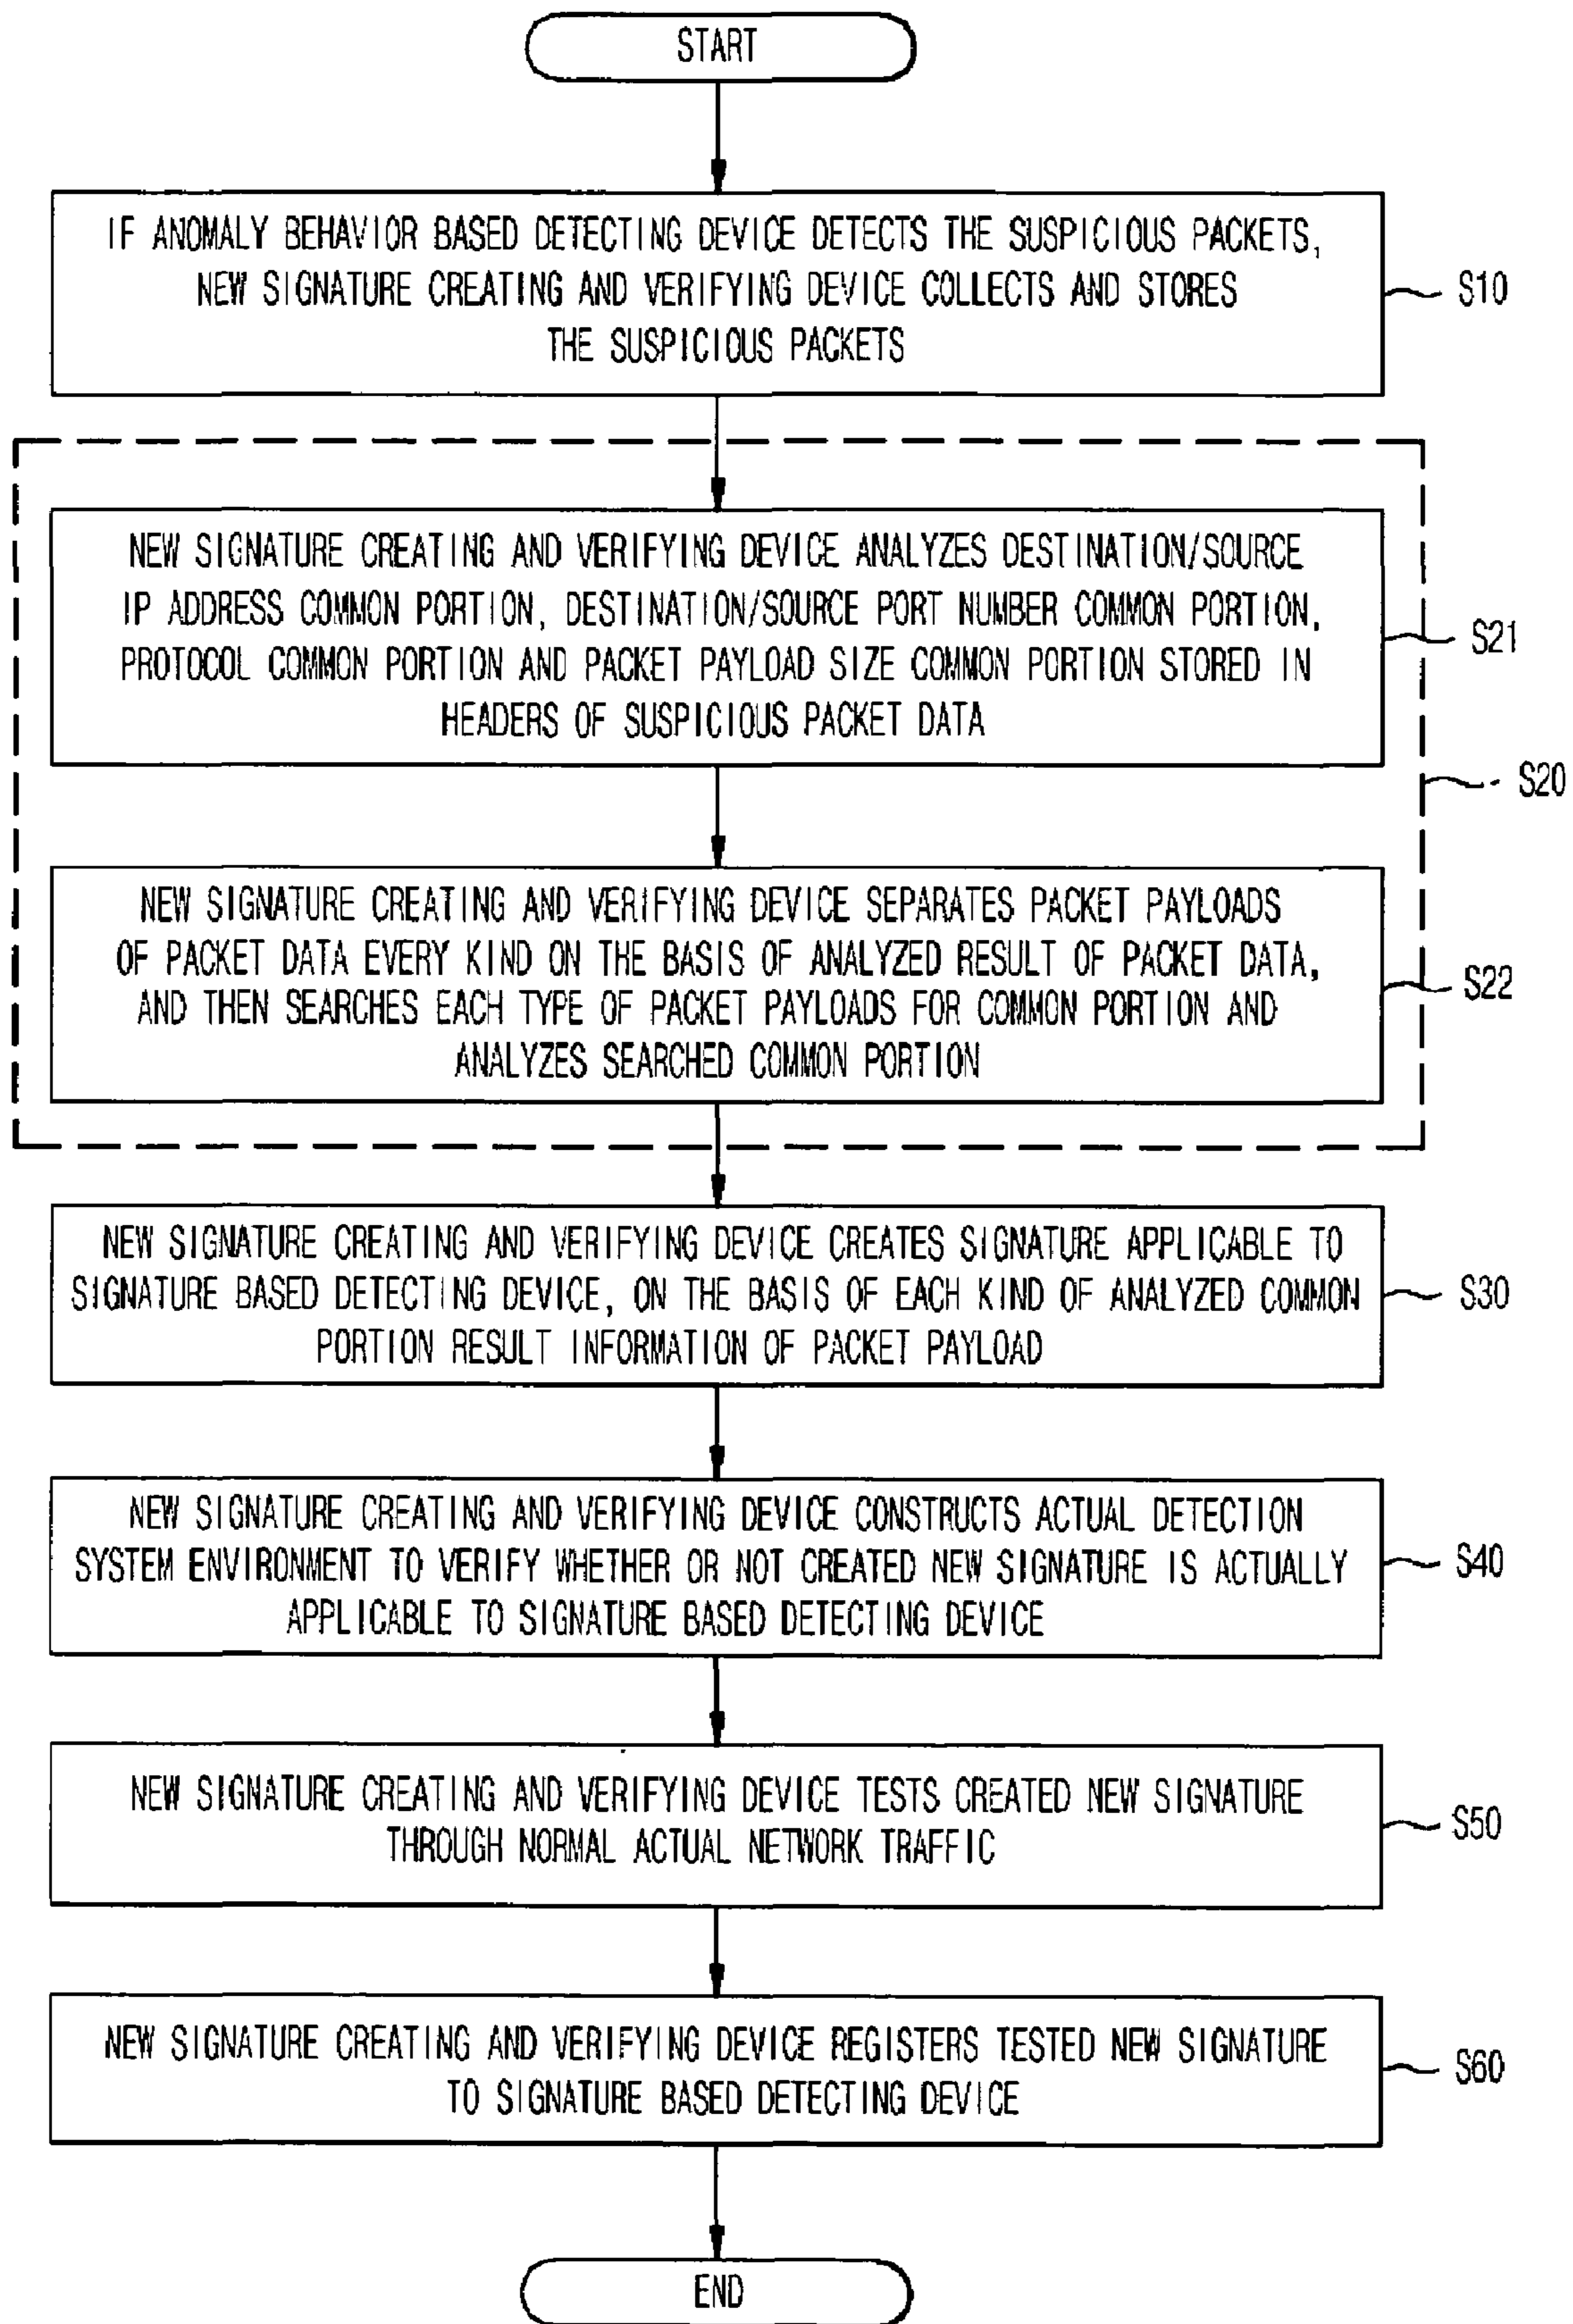 START
IF ANOMALY BEHAVIOR BASED DETECTING DEVICE DETECTS THE SUSPICIOUS PACKETS,
NEW SIGNATURE CREATING AND VERIFYING DEVICE COLLECTS AND STORES
THE SUSPICIOUS PACKETS
S10
NEW SIGNATURE CREATING AND VERIFYING DEVICE ANALYZES DESTINATION/SOURCE
IP ADDRESS COMMON PORTION, DESTINATION/SOURCE PORT NUMBER COMMON PORTION,
PROTOCOL COMMON PORTION AND PACKET PAYLOAD SIZE COMMON PORTION STORED IN
HEADERS OF SUSPICIOUS PACKET DATA
S21
S20
NEW SIGNATURE CREATING AND VERIFYING DEVICE SEPARATES PACKET PAYLOADS
OF PACKET DATA EVERY KIND ON THE BASIS OF ANALYZED RESULT OF PACKET DATA,
AND THEN SEARCHES EACH TYPE OF PACKET PAYLOADS FOR COMMON PORTION AND
ANALYZES SEARCHED COMMON PORTION
S22
NEW SIGNATURE CREATING AND VERIFYING DEVICE CREATES SIGNATURE APPLICABLE TO
SIGNATURE BASED DETECTING DEVICE, ON THE BASIS OF EACH KIND OF ANALYZED COMMON
PORTION RESULT INFORMATION OF PACKET PAYLOAD
S30
NEW SIGNATURE CREATING AND VERIFYING DEVICE CONSTRUCTS ACTUAL DETECTION
SYSTEM ENVIRONMENT TO VERIFY WHETHER OR NOT CREATED NEW SIGNATURE IS ACTUALLY
APPLICABLE TO SIGNATURE BASED DETECTING DEVICE
S40
NEW SIGNATURE CREATING AND VERIFYING DEVICE TESTS CREATED NEW SIGNATURE
THROUGH NORMAL ACTUAL NETWORK TRAFFIC
S50
NEW SIGNATURE CREATING AND VERIFYING DEVICE REGISTERS TESTED NEW SIGNATURE
TO SIGNATURE BASED DETECTING DEVICE
S60
END